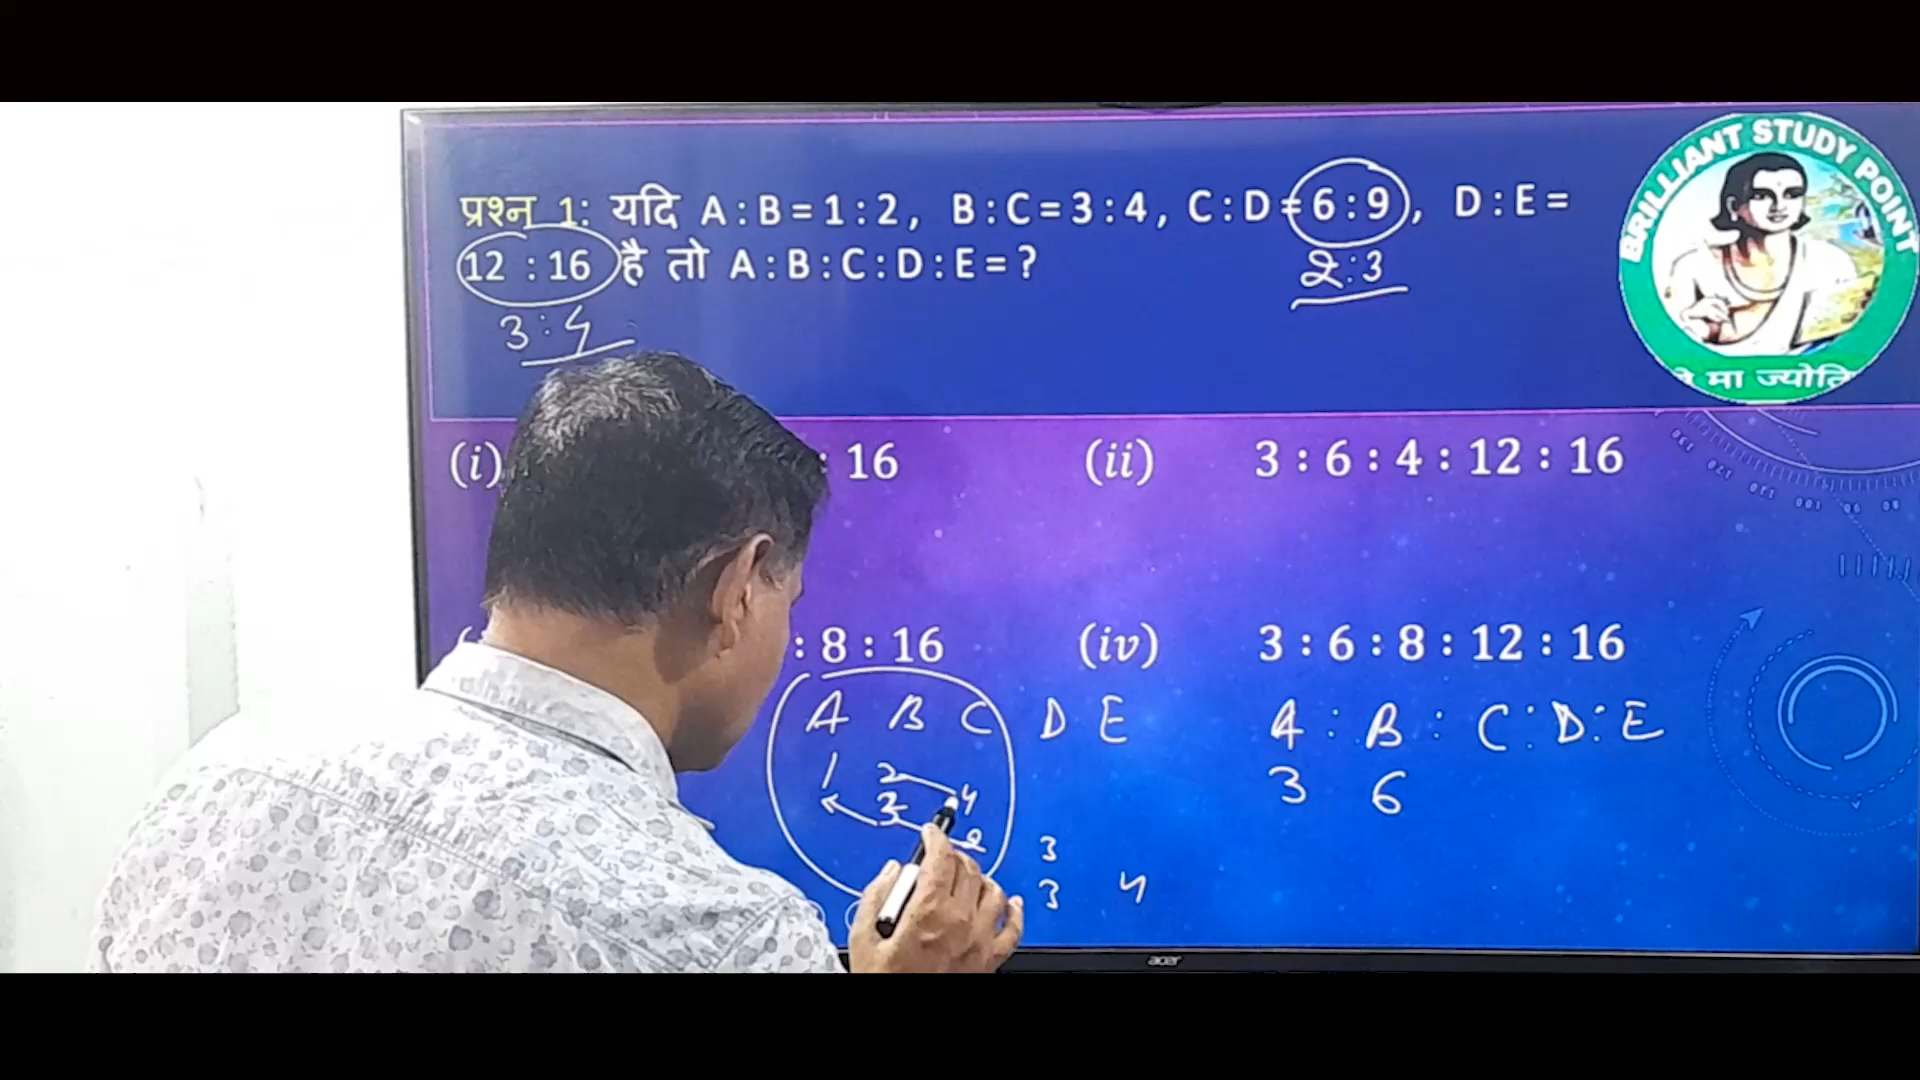 प्रश्न 1: यदि A : B = 1 : 2, B : C = 3 : 4, C : D = 6 : 9, D : E =
12 : 16 है तो A : B : C : D : E = ?
2:3
3:4
BRILLIANT STUDY POINT
मा ज्योति
(i) : 16
(ii) 3 : 6 : 4 : 12 : 16
: 8 : 16
(iv) 3 : 6 : 8 : 12 : 16
A B C D E
1 2
3 4
2 3
3 4
A : B : C : D : E
3 6
acer